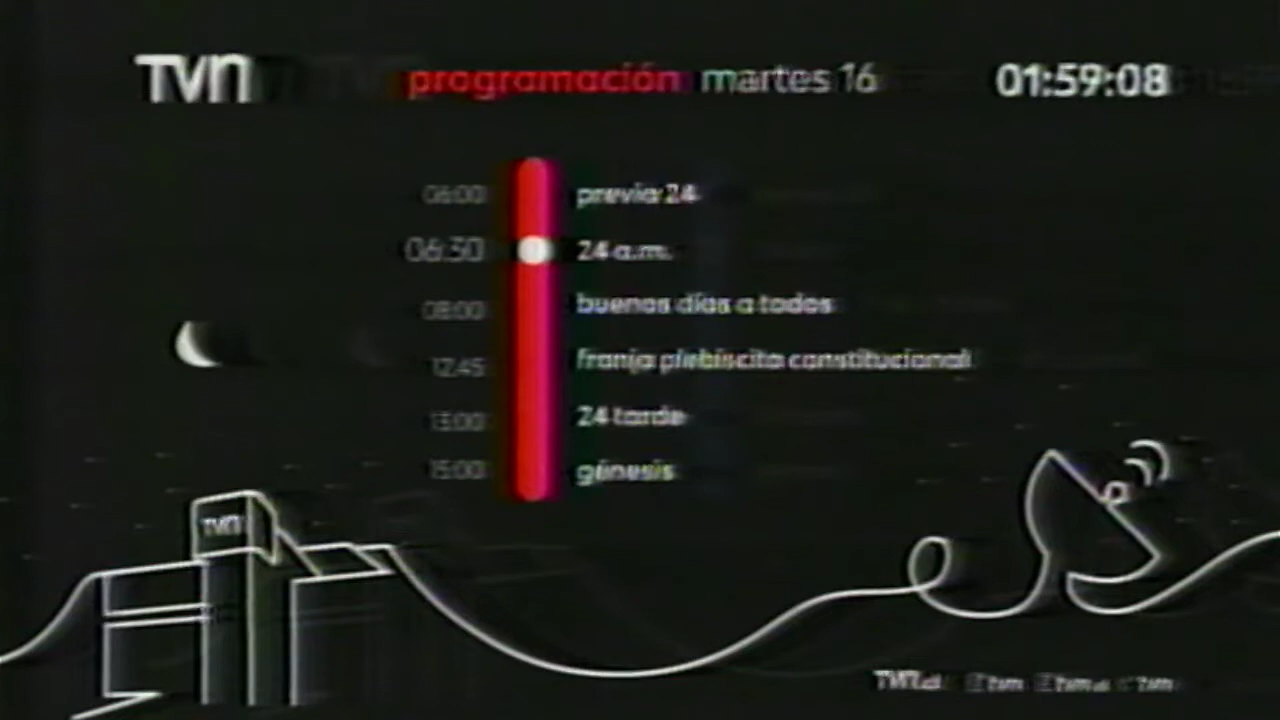 TVN programación martes 16 01:59:08
06:00 previa 24
06:30 24 a.m.
08:00 buenos días a todos
12:45 franja plebiscito constitucional
13:00 24 tarde
15:00 génesis
TVN